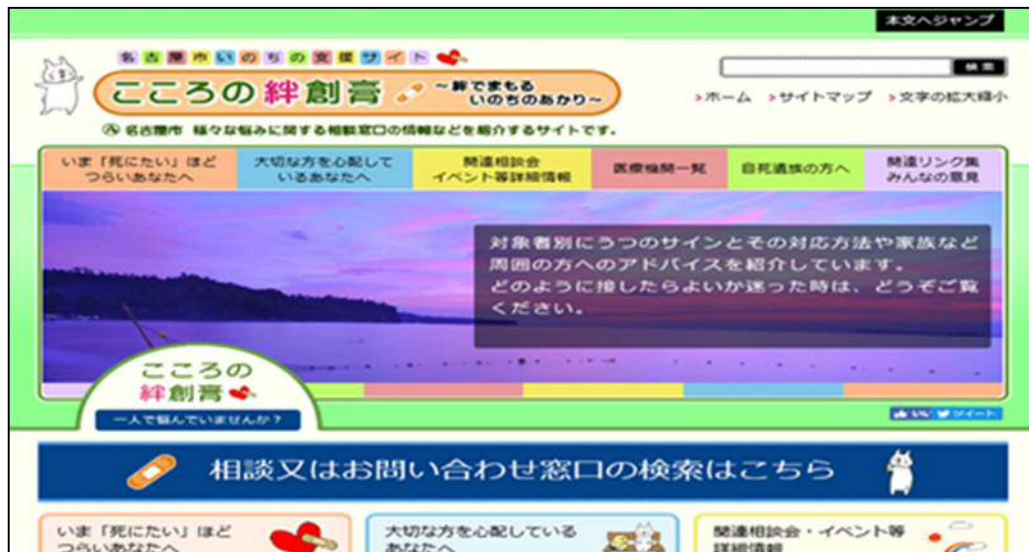 本文へジャンプ
名古屋市いのちの支援サイト
こころの絆創膏 ～絆でまもる
いのちのあかり～
検索
ホーム サイトマップ 文字の拡大縮小
名古屋市 様々な悩みに関する相談窓口の情報などを紹介するサイトです。
いま「死にたい」ほど
つらいあなたへ
大切な方を心配して
いるあなたへ
関連相談会
イベント等詳細情報
医療機関一覧
自死遺族の方へ
関連リンク集
みんなの意見
対象者別にうつのサインとその対応方法や家族など
周囲の方へのアドバイスを紹介しています。
どのように接したらよいか迷った時は、どうぞご覧
ください。
こころの
絆創膏
一人で悩んでいませんか？
ツイート
相談又はお問い合わせ窓口の検索はこちら
いま「死にたい」ほど
つらいあなたへ
大切な方を心配している
あなたへ
関連相談会・イベント等
詳細情報